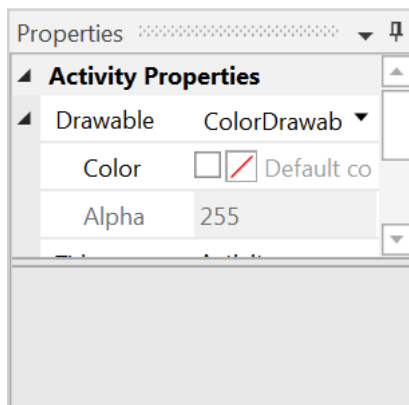 Properties
Activity Properties
Drawable ColorDrawab
Color Default co
Alpha 255